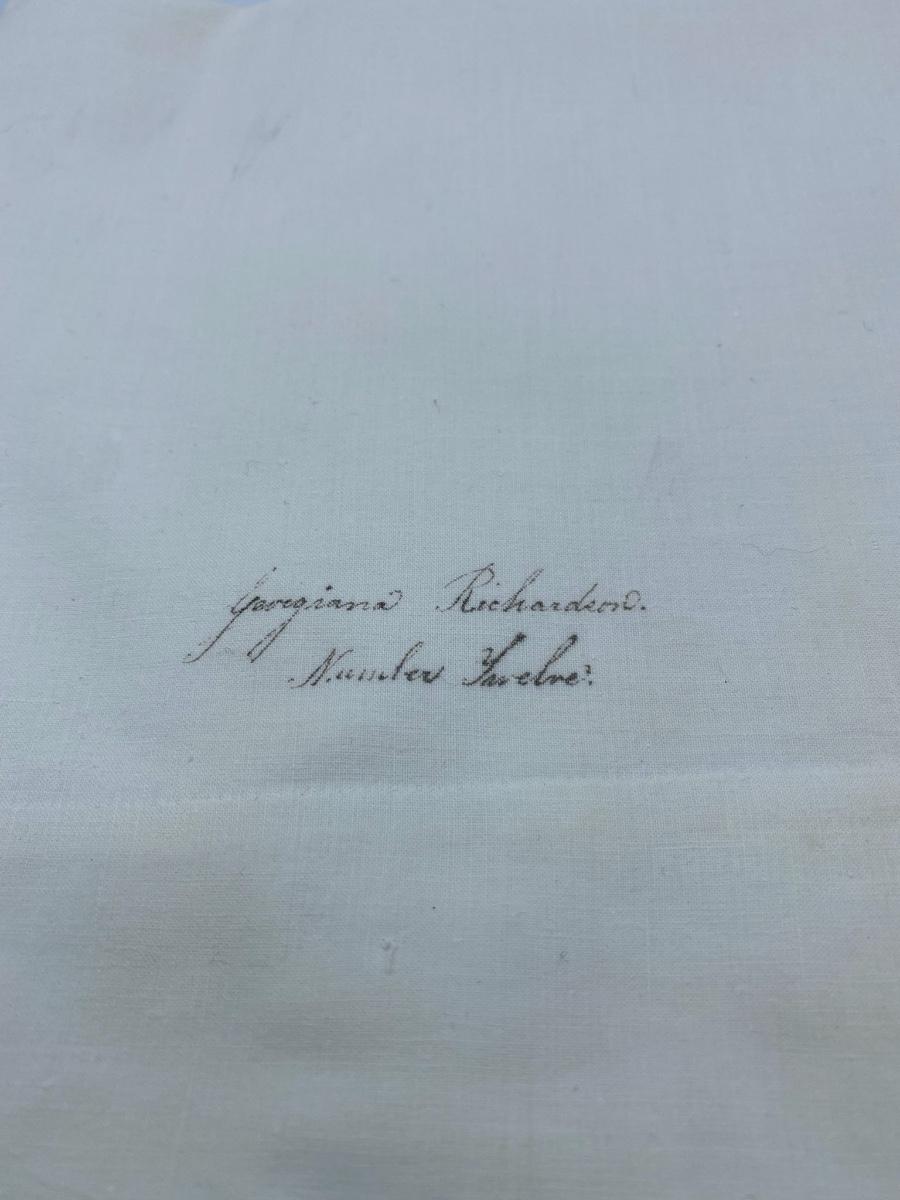 Georgiana Richardson.
Number Twelve.